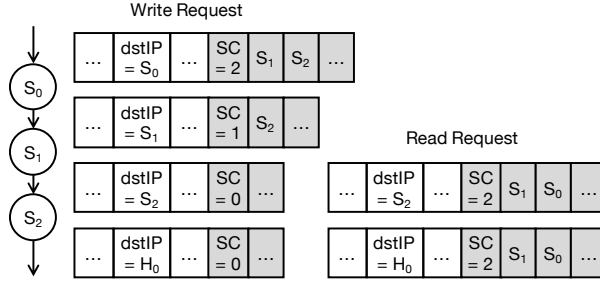 Write Request
... dstIP = S₀ ... SC = 2 S₁ S₂ ...
S₀
... dstIP = S₁ ... SC = 1 S₂ ...
S₁
Read Request
... dstIP = S₂ ... SC = 0 ...
... dstIP = S₂ ... SC = 2 S₁ S₀ ...
S₂
... dstIP = H₀ ... SC = 0 ...
... dstIP = H₀ ... SC = 2 S₁ S₀ ...